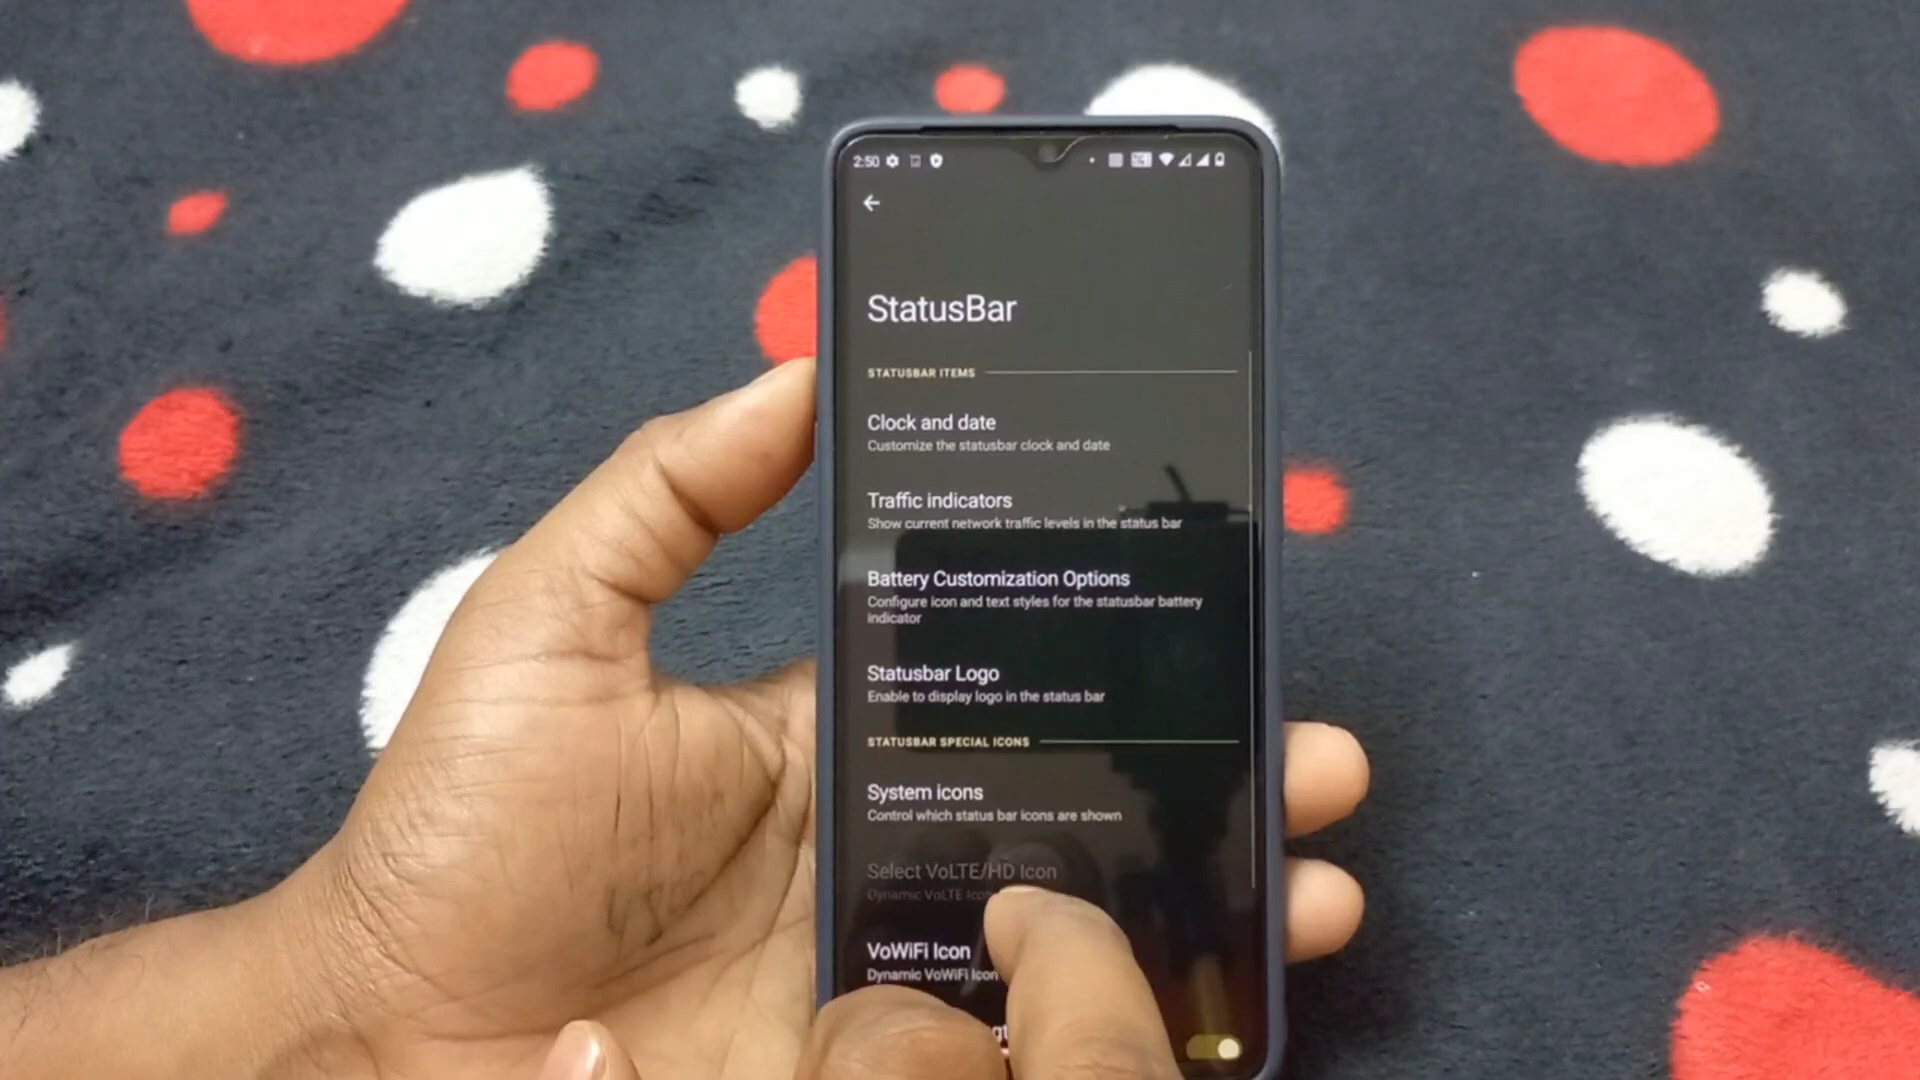 2:50
StatusBar
STATUSBAR ITEMS
Clock and date
Customize the statusbar clock and date
Traffic indicators
Show current network traffic levels in the status bar
Battery Customization Options
Configure icon and text styles for the statusbar battery
indicator
Statusbar Logo
Enable to display logo in the status bar
STATUSBAR SPECIAL ICONS
System icons
Control which status bar icons are shown
Select VoLTE/HD Icon
Dynamic VoLTE
VoWiFi Icon
Dynamic VoWiFi Icon